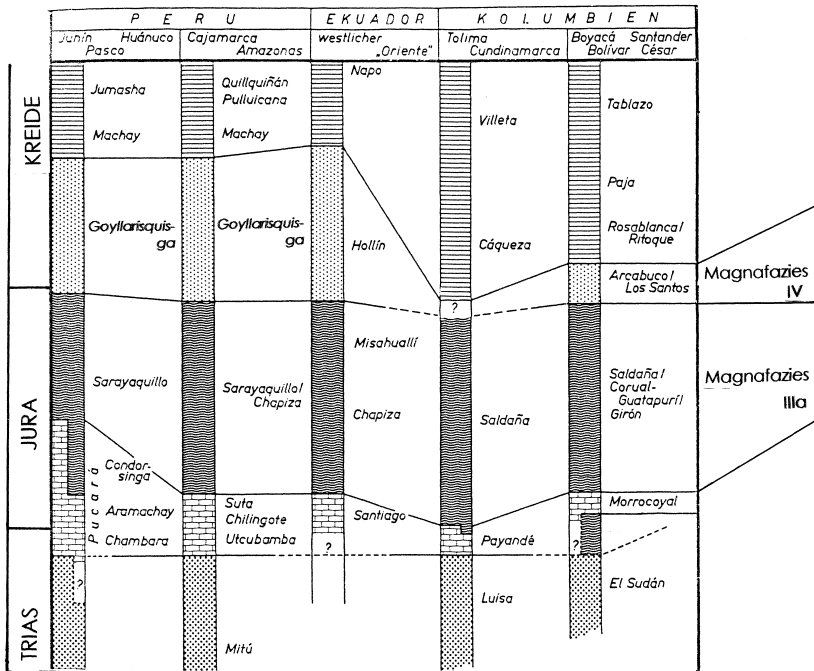 P E R U
E K U A D O R
K O L U M B I E N
Junín Huánuco
Pasco
Cajamarca
Amazonas
westlicher
„Oriente"
Tolima
Cundinamarca
Boyacá Santander
Bolívar César
KREIDE
JURA
TRIAS
Jumasha
Machay
Goyllarisquis-
ga
Sarayaquillo
Pucará
Condor-
singa
Aramachay
Chambara
?
Quillquiñán
Pulluicana
Machay
Goyllarisquis-
ga
Sarayaquillo/
Chapiza
Suta
Chilingote
Utcubamba
Mitú
Napo
Hollín
Misahuallí
Chapiza
Santiago
?
Villeta
Cáqueza
?
Saldaña
Payandé
Luisa
Tablazo
Paja
Rosablanca/
Ritoque
Arcabuco/
Los Santos
Saldaña/
Corual-
Guatapurí/
Girón
Morrocoyal
?
El Sudán
Magnafazies
IV
Magnafazies
IIIa